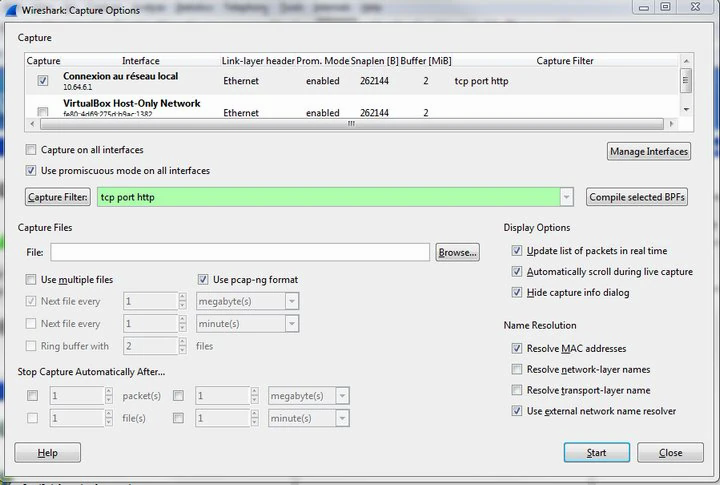 Wireshark: Capture Options
Capture
Capture Interface Link-layer header Prom. Mode Snaplen [B] Buffer [MiB] Capture Filter
Connexion au réseau local Ethernet enabled 262144 2 tcp port http
10.64.6.1
VirtualBox Host-Only Network Ethernet enabled 262144 2
fe80::4d69:275d:b9ac:1382
Capture on all interfaces
Manage Interfaces
Use promiscuous mode on all interfaces
Capture Filter: tcp port http Compile selected BPFs
Capture Files
File: Browse...
Use multiple files Use pcap-ng format
Next file every 1 megabyte(s)
Next file every 1 minute(s)
Ring buffer with 2 files
Stop Capture Automatically After...
1 packet(s) 1 megabyte(s)
1 file(s) 1 minute(s)
Display Options
Update list of packets in real time
Automatically scroll during live capture
Hide capture info dialog
Name Resolution
Resolve MAC addresses
Resolve network-layer names
Resolve transport-layer name
Use external network name resolver
Help Start Close